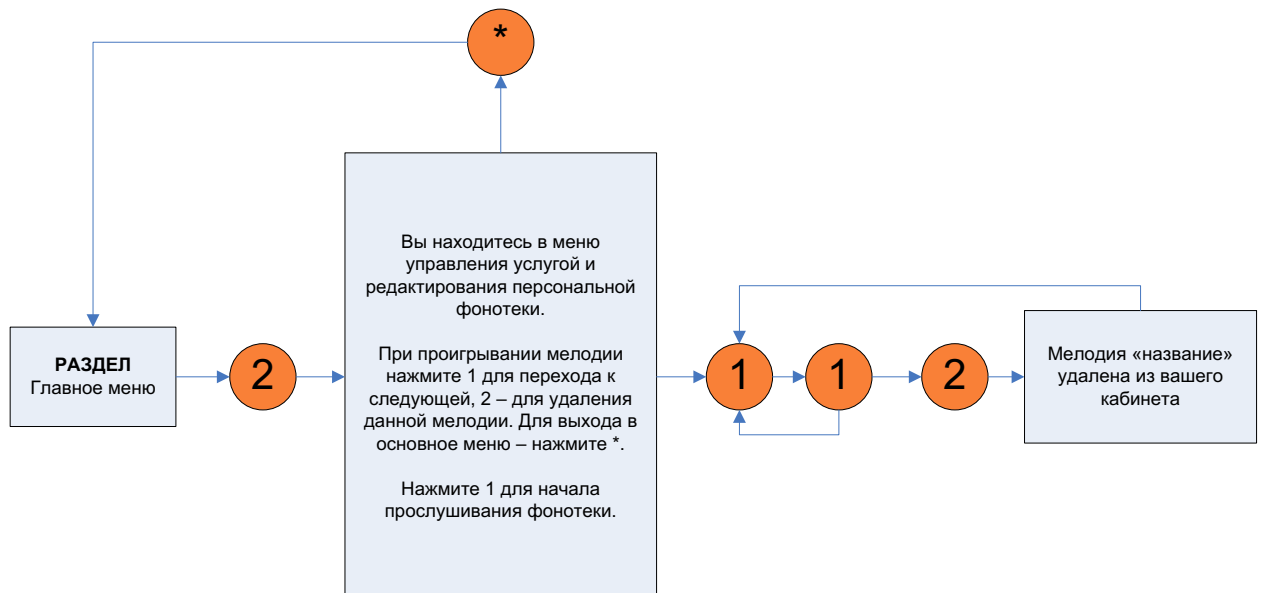 *
РАЗДЕЛ
Главное меню
2
Вы находитесь в меню
управления услугой и
редактирования персональной
фонотеки.
При проигрывании мелодии
нажмите 1 для перехода к
следующей, 2 – для удаления
данной мелодии. Для выхода в
основное меню – нажмите *.
Нажмите 1 для начала
прослушивания фонотеки.
1
1
2
Мелодия «название»
удалена из вашего
кабинета